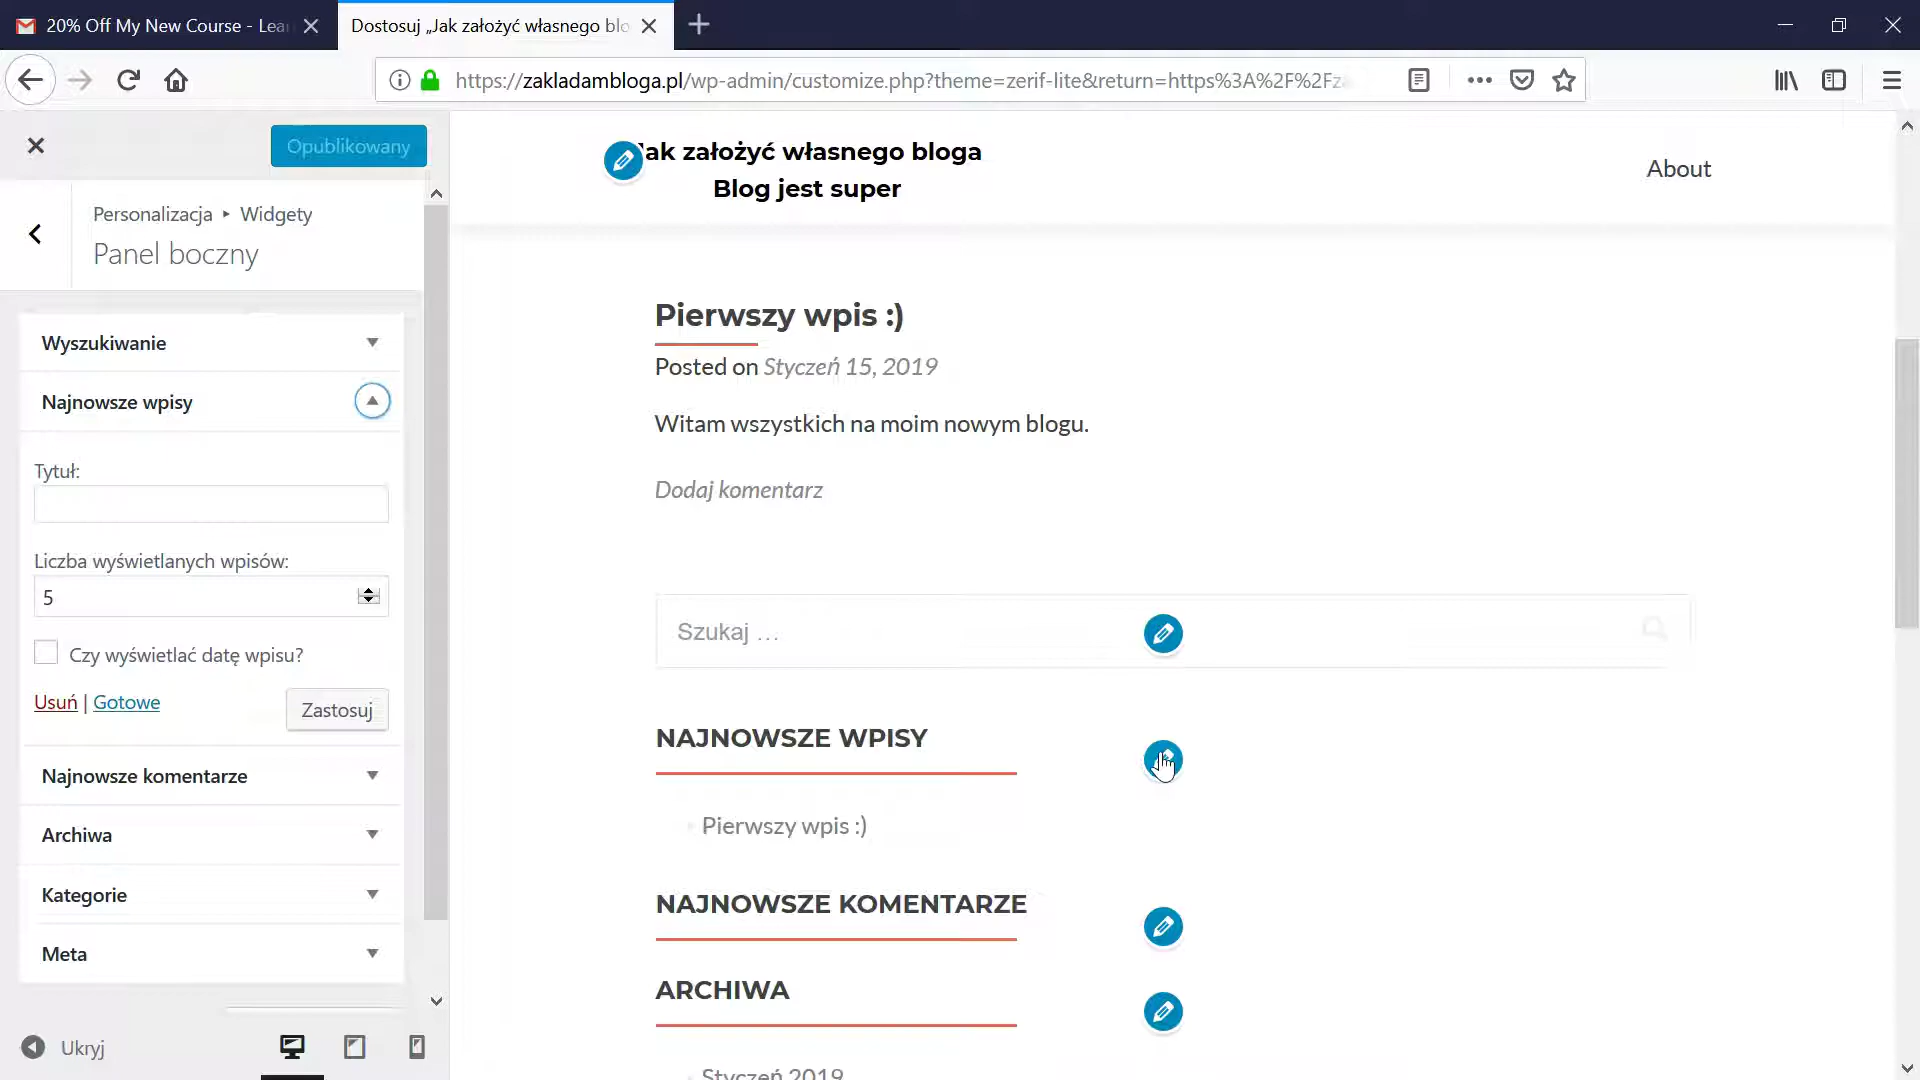 20% Off My New Course - Lea
Dostosuj „Jak założyć własnego blo
https://zakladambloga.pl/wp-admin/customize.php?theme=zerif-lite&return=https%3A%2F%2Fza
Opublikowany
Personalizacja ▸ Widgety
Panel boczny
Wyszukiwanie
Najnowsze wpisy
Tytuł:
Liczba wyświetlanych wpisów:
5
Czy wyświetlać datę wpisu?
Usuń | Gotowe
Zastosuj
Najnowsze komentarze
Archiwa
Kategorie
Meta
Ukryj
Jak założyć własnego bloga
Blog jest super
About
Pierwszy wpis :)
Posted on Styczeń 15, 2019
Witam wszystkich na moim nowym blogu.
Dodaj komentarz
Szukaj …
NAJNOWSZE WPISY
Pierwszy wpis :)
NAJNOWSZE KOMENTARZE
ARCHIWA
Styczeń 2019